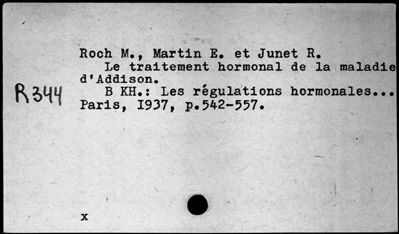 Roch M., Martin E. et Junet R.
Le traitement hormonal de la maladie
d'Addison.
R344
B KH.: Les régulations hormonales...
Paris, I937, p.542-557.
x